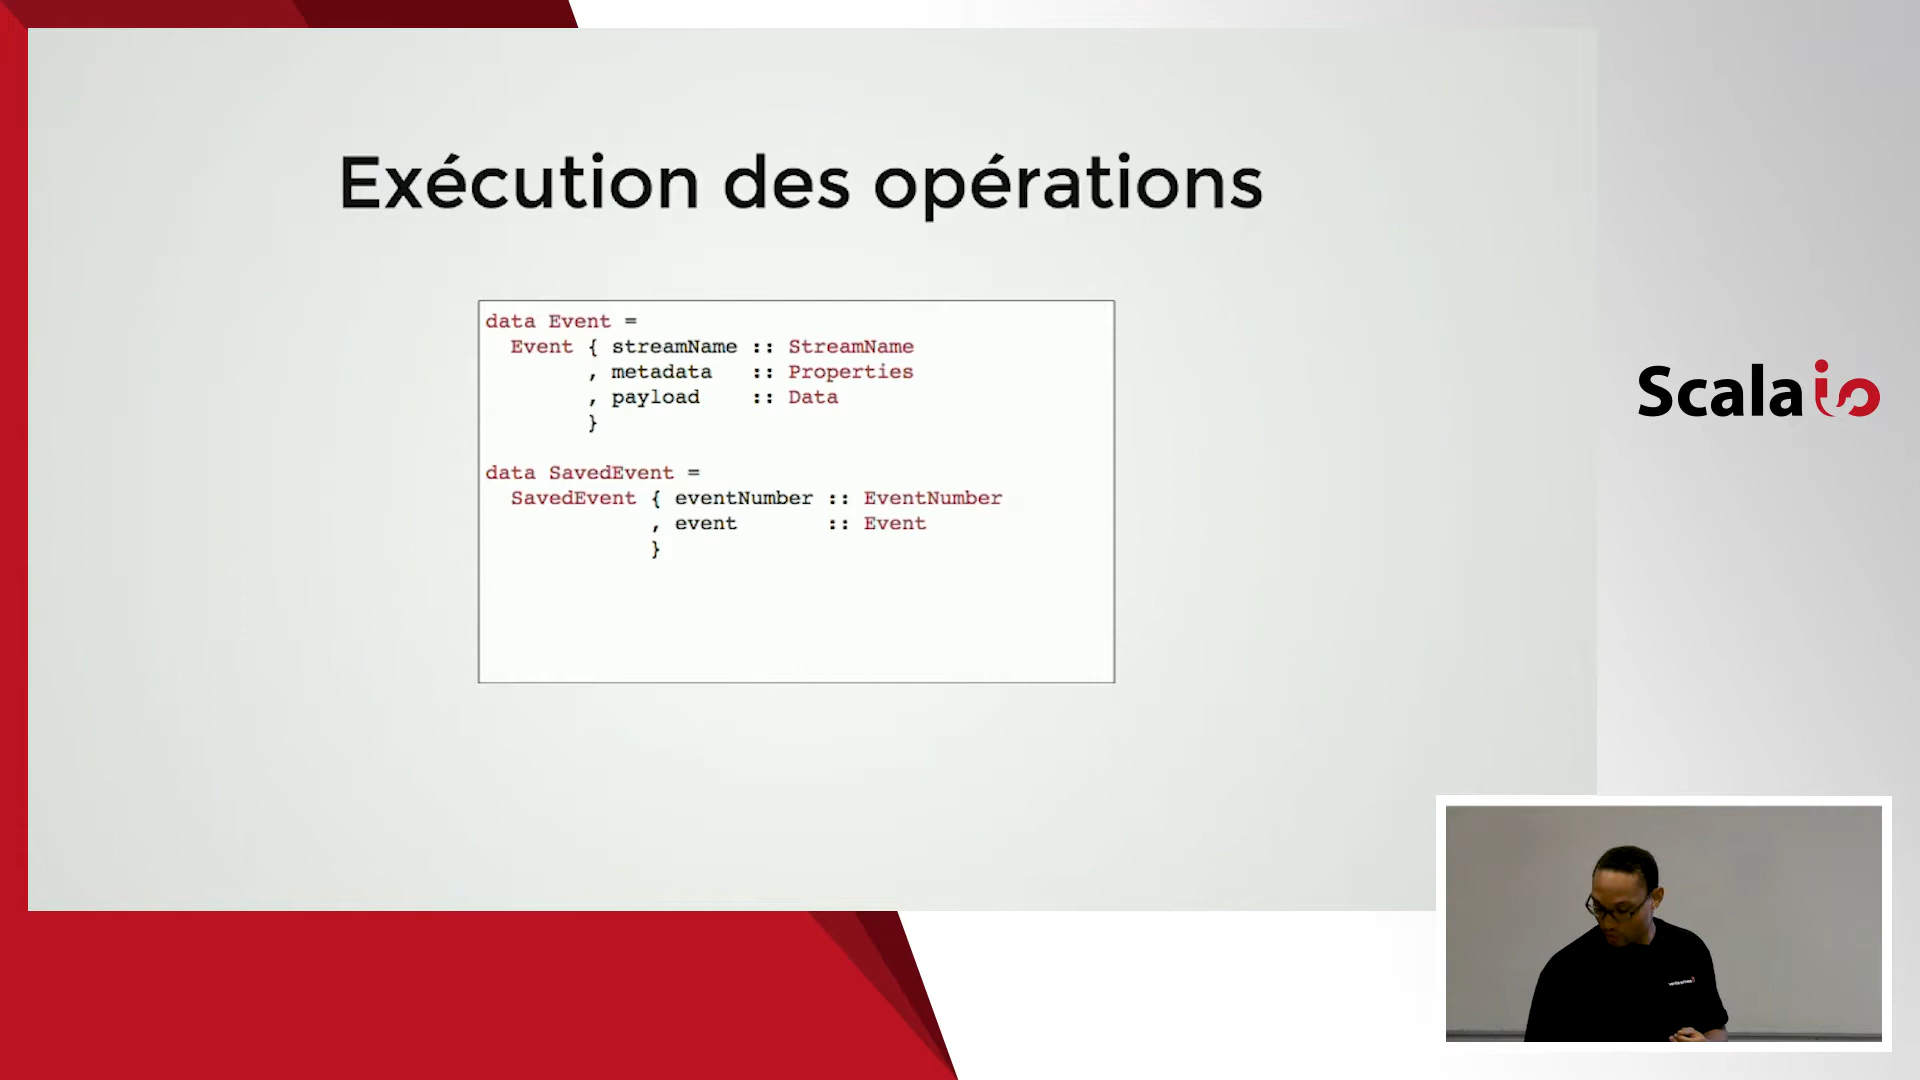 Exécution des opérations
data Event =
  Event { streamName :: StreamName
        , metadata   :: Properties
        , payload    :: Data
        }
data SavedEvent =
  SavedEvent { eventNumber :: EventNumber
             , event       :: Event
             }
Scala io